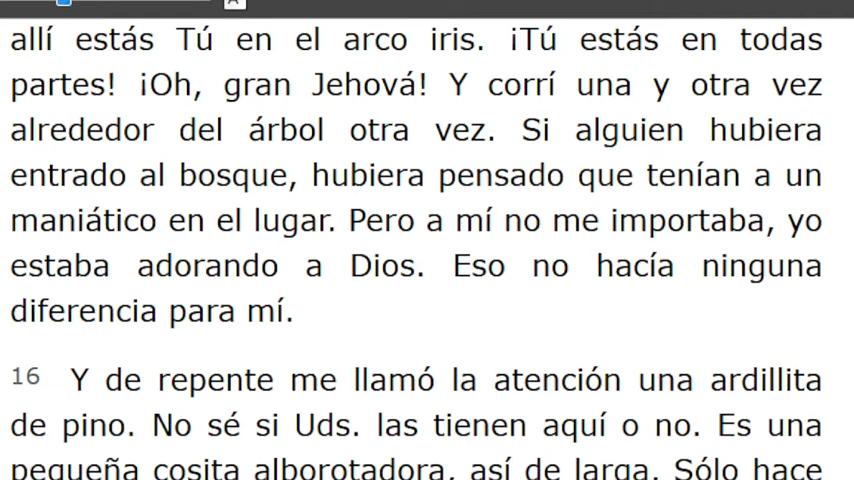 allí estás Tú en el arco iris. ¡Tú estás en todas
partes! ¡Oh, gran Jehová! Y corrí una y otra vez
alrededor del árbol otra vez. Si alguien hubiera
entrado al bosque, hubiera pensado que tenían a un
maniático en el lugar. Pero a mí no me importaba, yo
estaba adorando a Dios. Eso no hacía ninguna
diferencia para mí.
16 Y de repente me llamó la atención una ardillita
de pino. No sé si Uds. las tienen aquí o no. Es una
pequeña cosita alborotadora, así de larga. Sólo hace